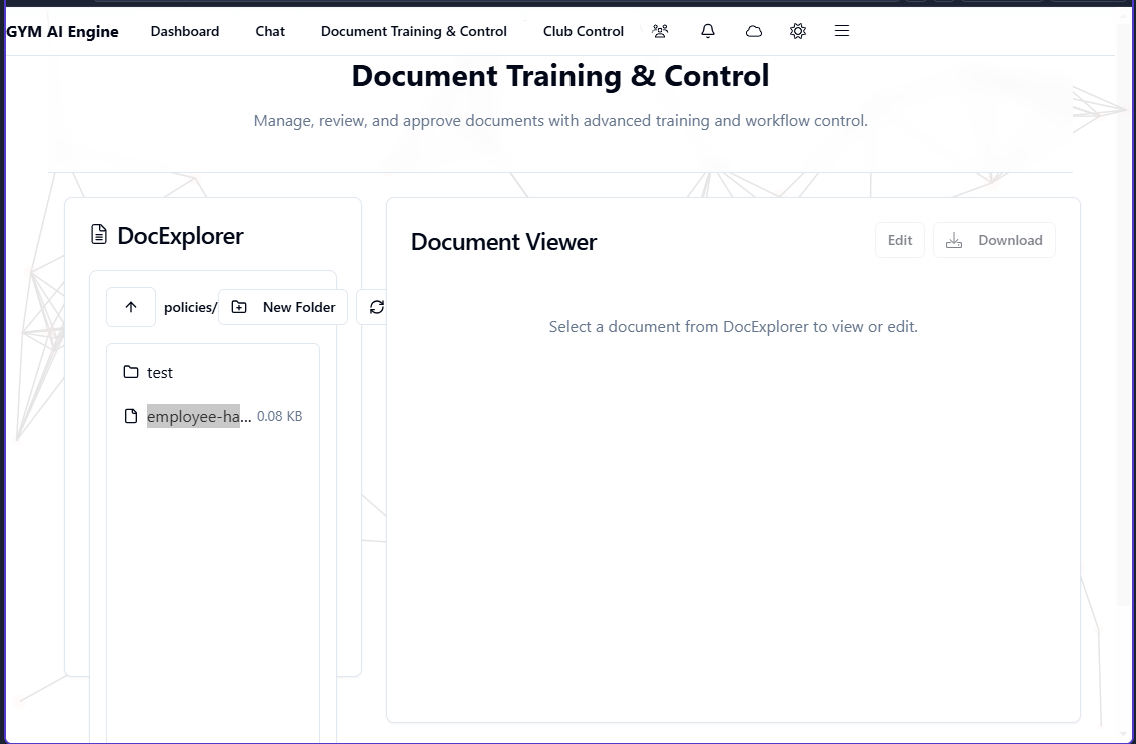 GYM AI Engine Dashboard Chat Document Training & Control Club Control
Document Training & Control
Manage, review, and approve documents with advanced training and workflow control.
DocExplorer
policies/ New Folder
test
employee-ha... 0.08 KB
Document Viewer Edit Download
Select a document from DocExplorer to view or edit.